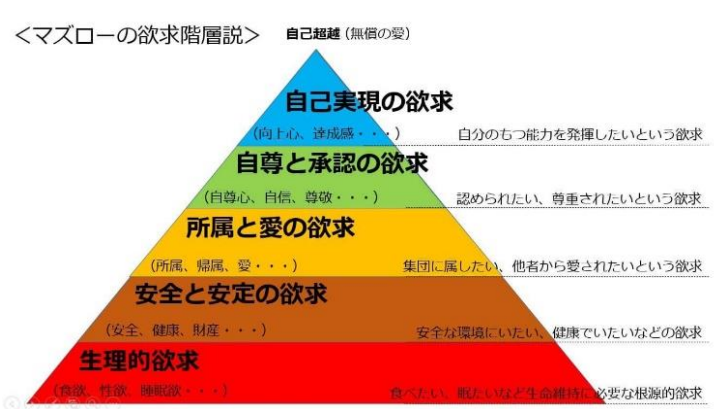 ＜マズローの欲求階層説＞
自己超越（無償の愛）
自己実現の欲求
（向上心、達成感・・・）
自分のもつ能力を発揮したいという欲求
自尊と承認の欲求
（自尊心、自信、尊敬・・・）
認められたい、尊重されたいという欲求
所属と愛の欲求
（所属、帰属、愛・・・）
集団に属したい、他者から愛されたいという欲求
安全と安定の欲求
（安全、健康、財産・・・）
安全な環境にいたい、健康でいたいなどの欲求
生理的欲求
（食欲、性欲、睡眠欲・・・）
食べたい、眠たいなど生命維持に必要な根源的欲求